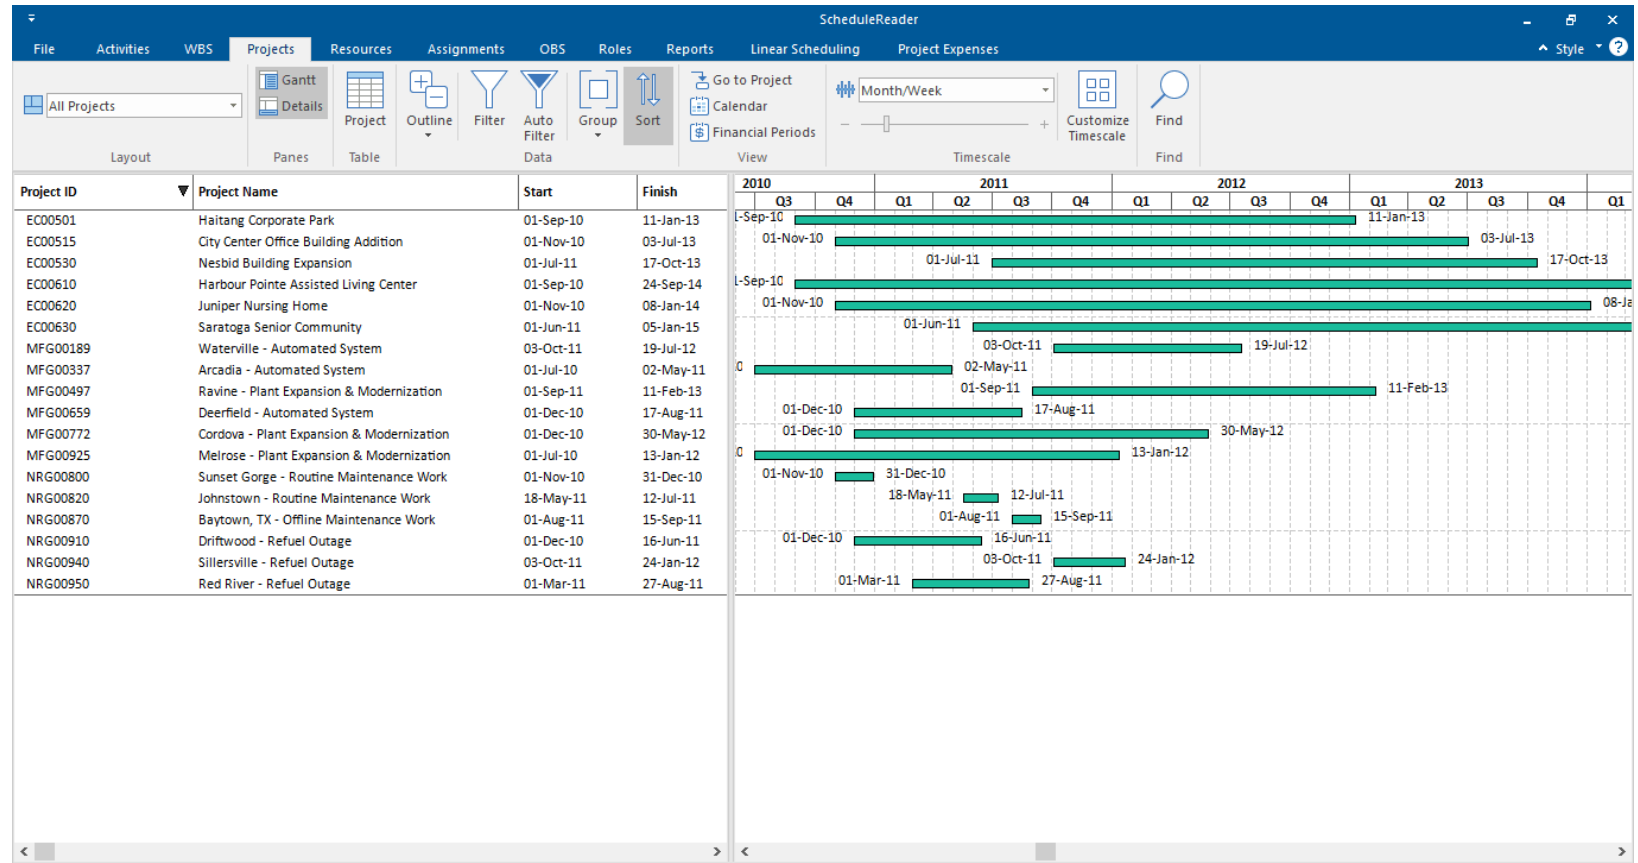 ScheduleReader
File Activities WBS Projects Resources Assignments OBS Roles Reports Linear Scheduling Project Expenses Style ?
All Projects
Layout
Gantt
Details
Panes
Project
Table
Outline
Filter
Auto Filter
Group
Sort
Data
Go to Project
Calendar
$ Financial Periods
View
Month/Week
Timescale
Customize Timescale
Find
Find
Project ID Project Name Start Finish
2010 2011 2012 2013
Q3 Q4 Q1 Q2 Q3 Q4 Q1 Q2 Q3 Q4 Q1 Q2 Q3 Q4 Q1
EC00501 Haitang Corporate Park 01-Sep-10 11-Jan-13 1-Sep-10 11-Jan-13
EC00515 City Center Office Building Addition 01-Nov-10 03-Jul-13 01-Nov-10 03-Jul-13
EC00530 Nesbid Building Expansion 01-Jul-11 17-Oct-13 01-Jul-11 17-Oct-13
EC00610 Harbour Pointe Assisted Living Center 01-Sep-10 24-Sep-14 1-Sep-10
EC00620 Juniper Nursing Home 01-Nov-10 08-Jan-14 01-Nov-10 08-Ja
EC00630 Saratoga Senior Community 01-Jun-11 05-Jan-15 01-Jun-11
MFG00189 Waterville - Automated System 03-Oct-11 19-Jul-12 03-Oct-11 19-Jul-12
MFG00337 Arcadia - Automated System 01-Jul-10 02-May-11 0 02-May-11
MFG00497 Ravine - Plant Expansion & Modernization 01-Sep-11 11-Feb-13 01-Sep-11 11-Feb-13
MFG00659 Deerfield - Automated System 01-Dec-10 17-Aug-11 01-Dec-10 17-Aug-11
MFG00772 Cordova - Plant Expansion & Modernization 01-Dec-10 30-May-12 01-Dec-10 30-May-12
MFG00925 Melrose - Plant Expansion & Modernization 01-Jul-10 13-Jan-12 0 13-Jan-12
NRG00800 Sunset Gorge - Routine Maintenance Work 01-Nov-10 31-Dec-10 01-Nov-10 31-Dec-10
NRG00820 Johnstown - Routine Maintenance Work 18-May-11 12-Jul-11 18-May-11 12-Jul-11
NRG00870 Baytown, TX - Offline Maintenance Work 01-Aug-11 15-Sep-11 01-Aug-11 15-Sep-11
NRG00910 Driftwood - Refuel Outage 01-Dec-10 16-Jun-11 01-Dec-10 16-Jun-11
NRG00940 Sillersville - Refuel Outage 03-Oct-11 24-Jan-12 03-Oct-11 24-Jan-12
NRG00950 Red River - Refuel Outage 01-Mar-11 27-Aug-11 01-Mar-11 27-Aug-11